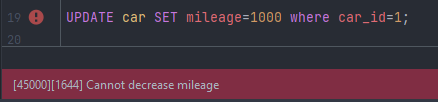 19 UPDATE car SET mileage=1000 where car_id=1;
20
[45000][1644] Cannot decrease mileage